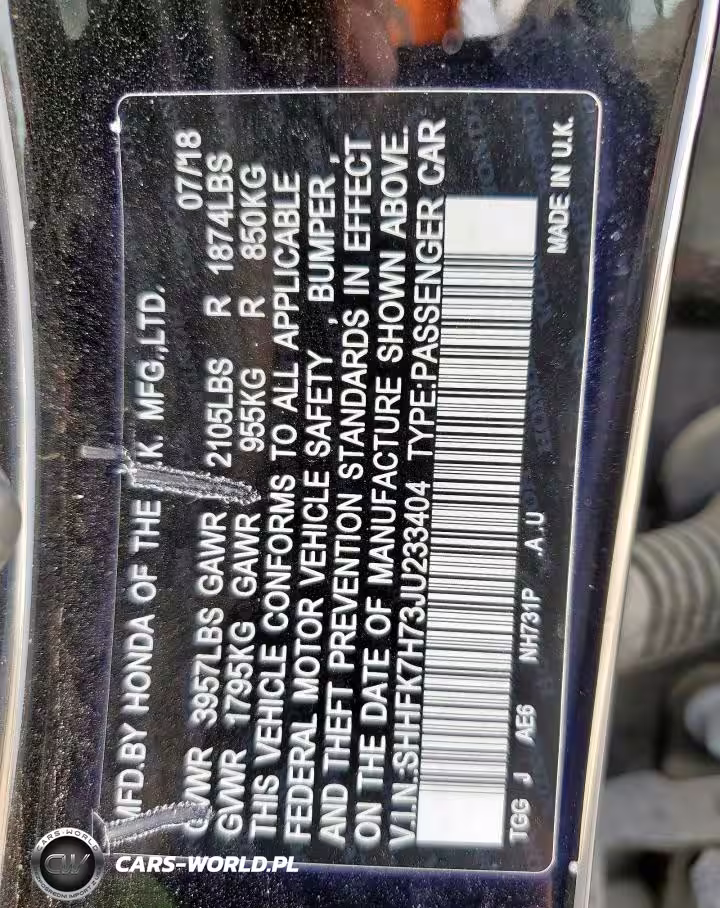 MFD.BY HONDA OF THE .K. MFG.,LTD. 07/18
GVWR 3957LBS GAWR 2105LBS R 1874LBS
GVWR 1795KG GAWR 955KG R 850KG
THIS VEHICLE CONFORMS TO ALL APPLICABLE
FEDERAL MOTOR VEHICLE SAFETY , BUMPER ,
AND THEFT PREVENTION STANDARDS IN EFFECT
ON THE DATE OF MANUFACTURE SHOWN ABOVE.
V.I.N.:SHHFK7H73JU233404 TYPE:PASSENGER CAR
TGG J AE6 NH731P .A .U MADE IN U.K.
CARS-WORLD.PL